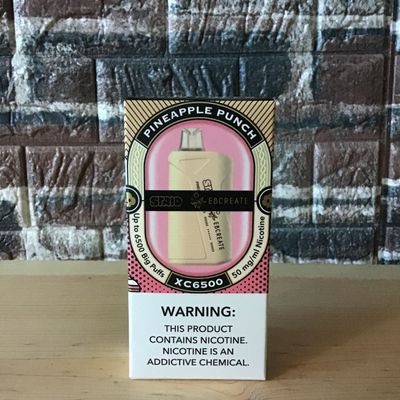 PINEAPPLE PUNCH
EBCREATE
EBCREATE
Up to 6500 Big Puffs
50 mg/ml Nicotine
XC6500
WARNING:
THIS PRODUCT
CONTAINS NICOTINE.
NICOTINE IS AN
ADDICTIVE CHEMICAL.